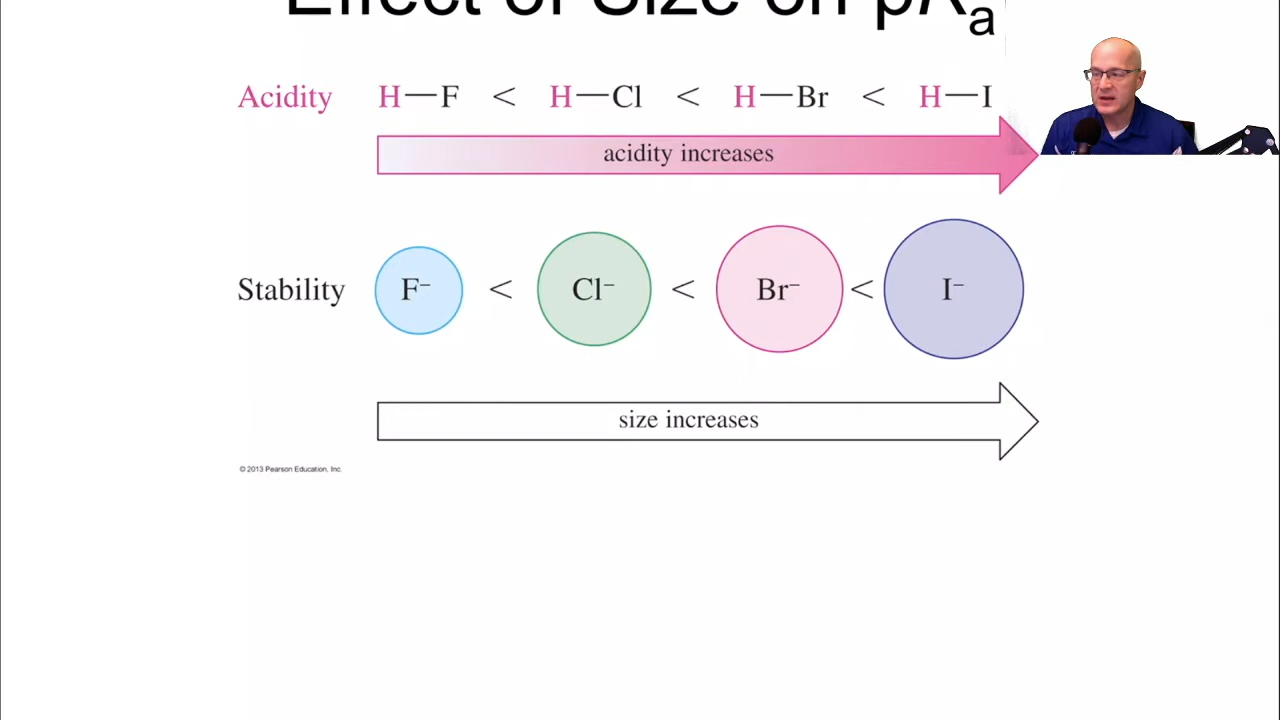 Effect of Size on pKa
Acidity H—F < H—Cl < H—Br < H—I
acidity increases
Stability F⁻ < Cl⁻ < Br⁻ < I⁻
size increases
© 2013 Pearson Education, Inc.